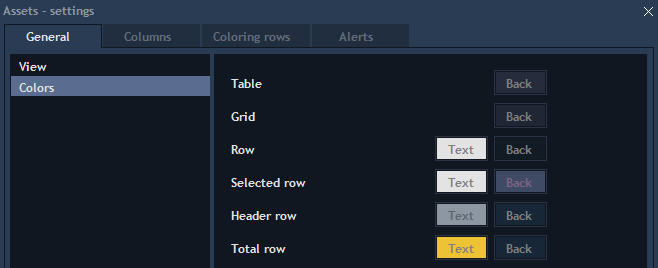 Assets - settings
General Columns Coloring rows Alerts
View
Colors
Table Back
Grid Back
Row Text Back
Selected row Text Back
Header row Text Back
Total row Text Back